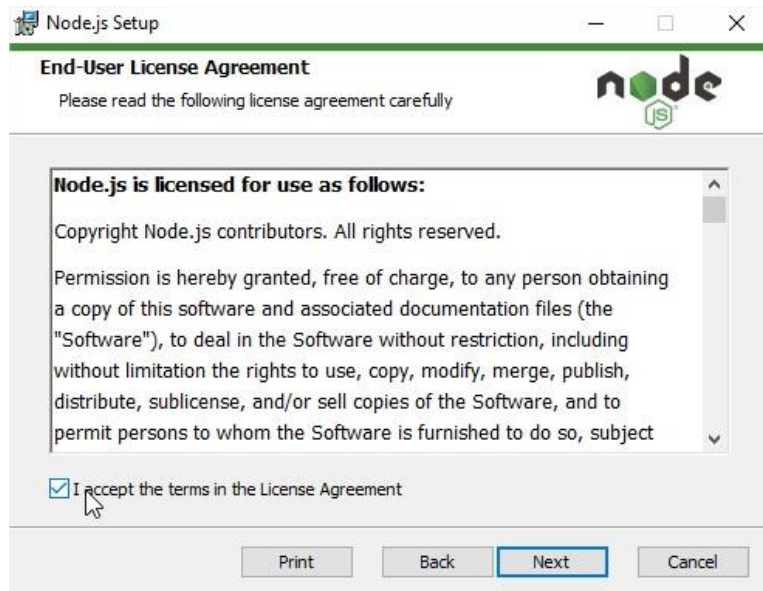 Node.js Setup
End-User License Agreement
Please read the following license agreement carefully
node
JS
Node.js is licensed for use as follows:
Copyright Node.js contributors. All rights reserved.
Permission is hereby granted, free of charge, to any person obtaining
a copy of this software and associated documentation files (the
"Software"), to deal in the Software without restriction, including
without limitation the rights to use, copy, modify, merge, publish,
distribute, sublicense, and/or sell copies of the Software, and to
permit persons to whom the Software is furnished to do so, subject
I accept the terms in the License Agreement
Print
Back
Next
Cancel